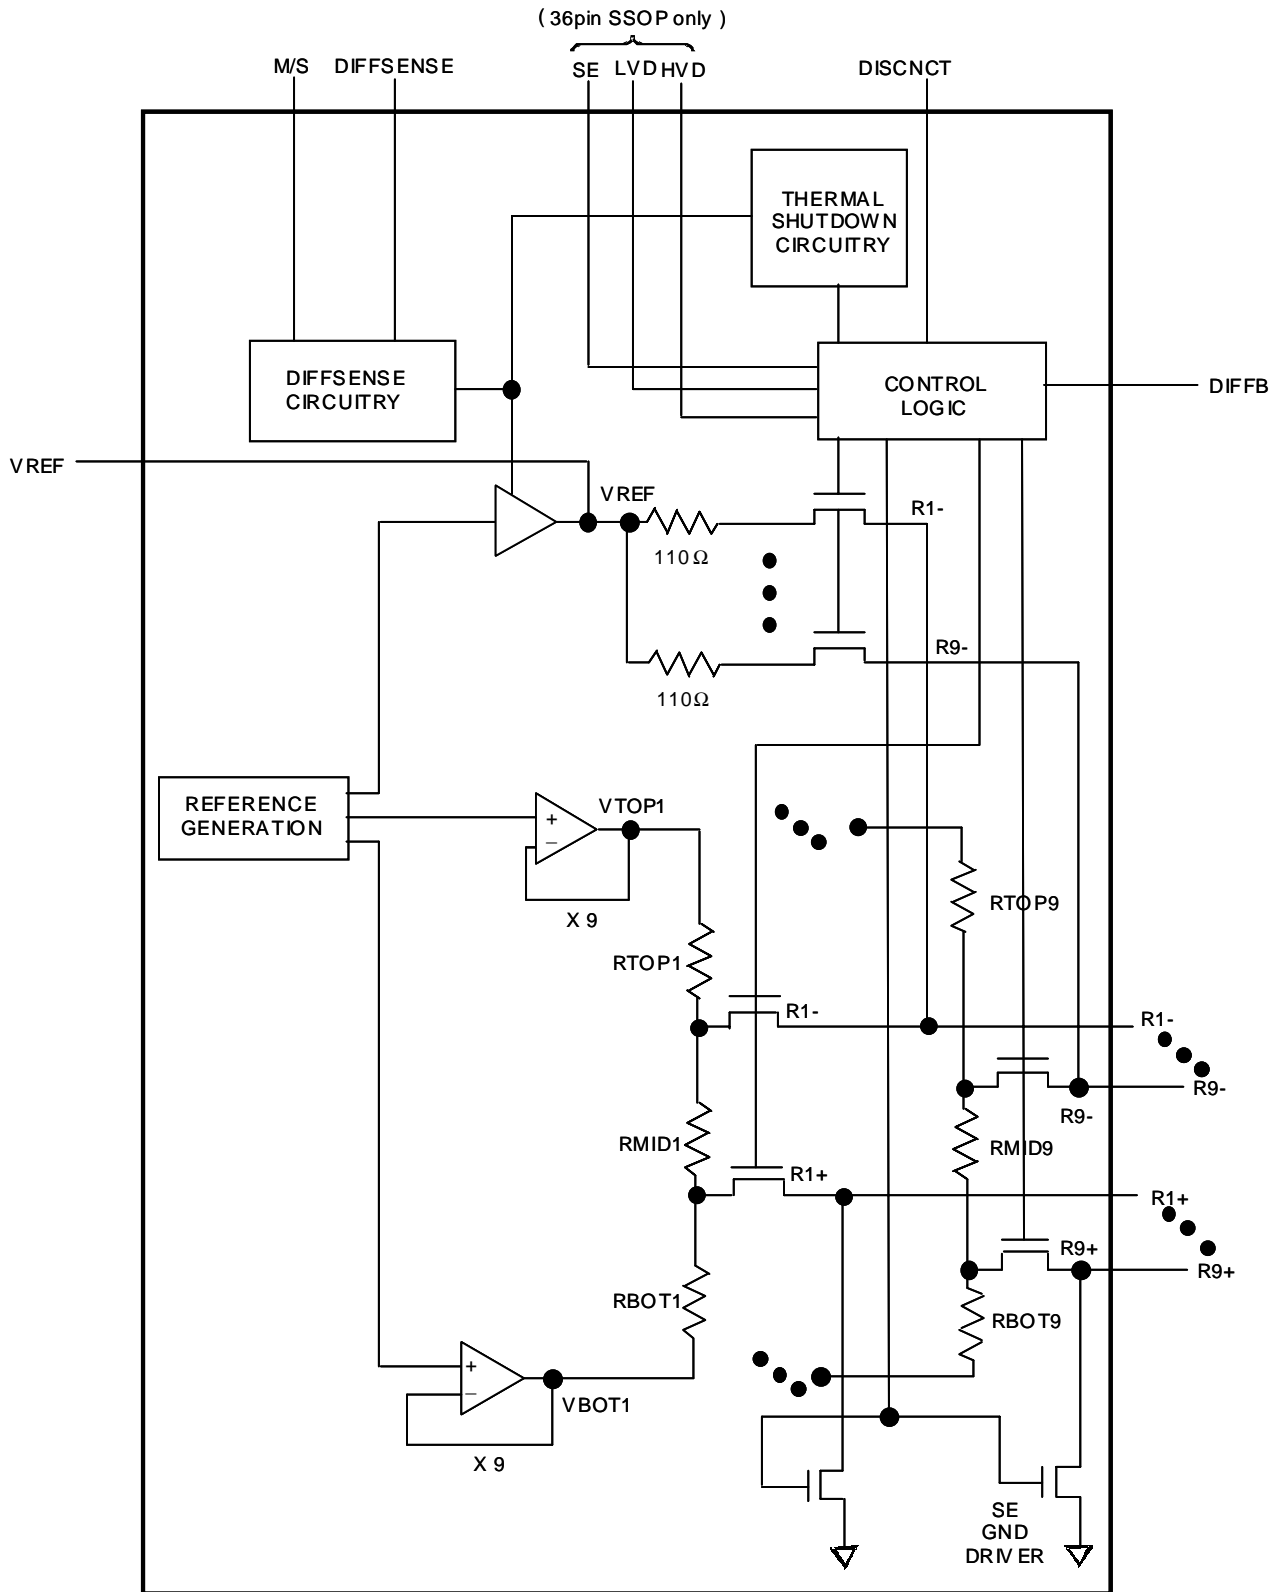 ( 36pin SSOP only )
M/S DIFFSENSE SE LVD HVD DISCNCT
THERMAL
SHUTDOWN
CIRCUITRY
DIFFSENSE
CIRCUITRY
CONTROL
LOGIC
DIFFB
VREF
VREF
R1-
110Ω
R9-
110Ω
REFERENCE
GENERATION
VTOP1
+
−
X 9
RTOP9
RTOP1
R1-
R1-
R9-
R9-
RMID1
RMID9
R1+
R1+
R9+
R9+
RBOT1
RBOT9
+
−
VBOT1
X 9
SE
GND
DRIVER